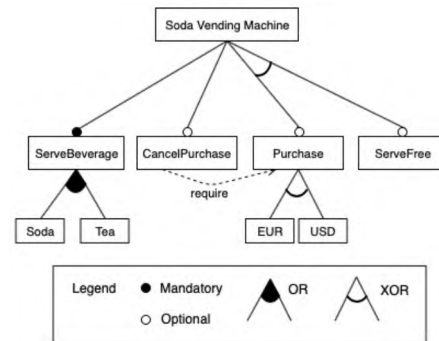 Soda Vending Machine
ServeBeverage CancelPurchase Purchase ServeFree
require
Soda Tea EUR USD
Legend Mandatory OR XOR
Optional